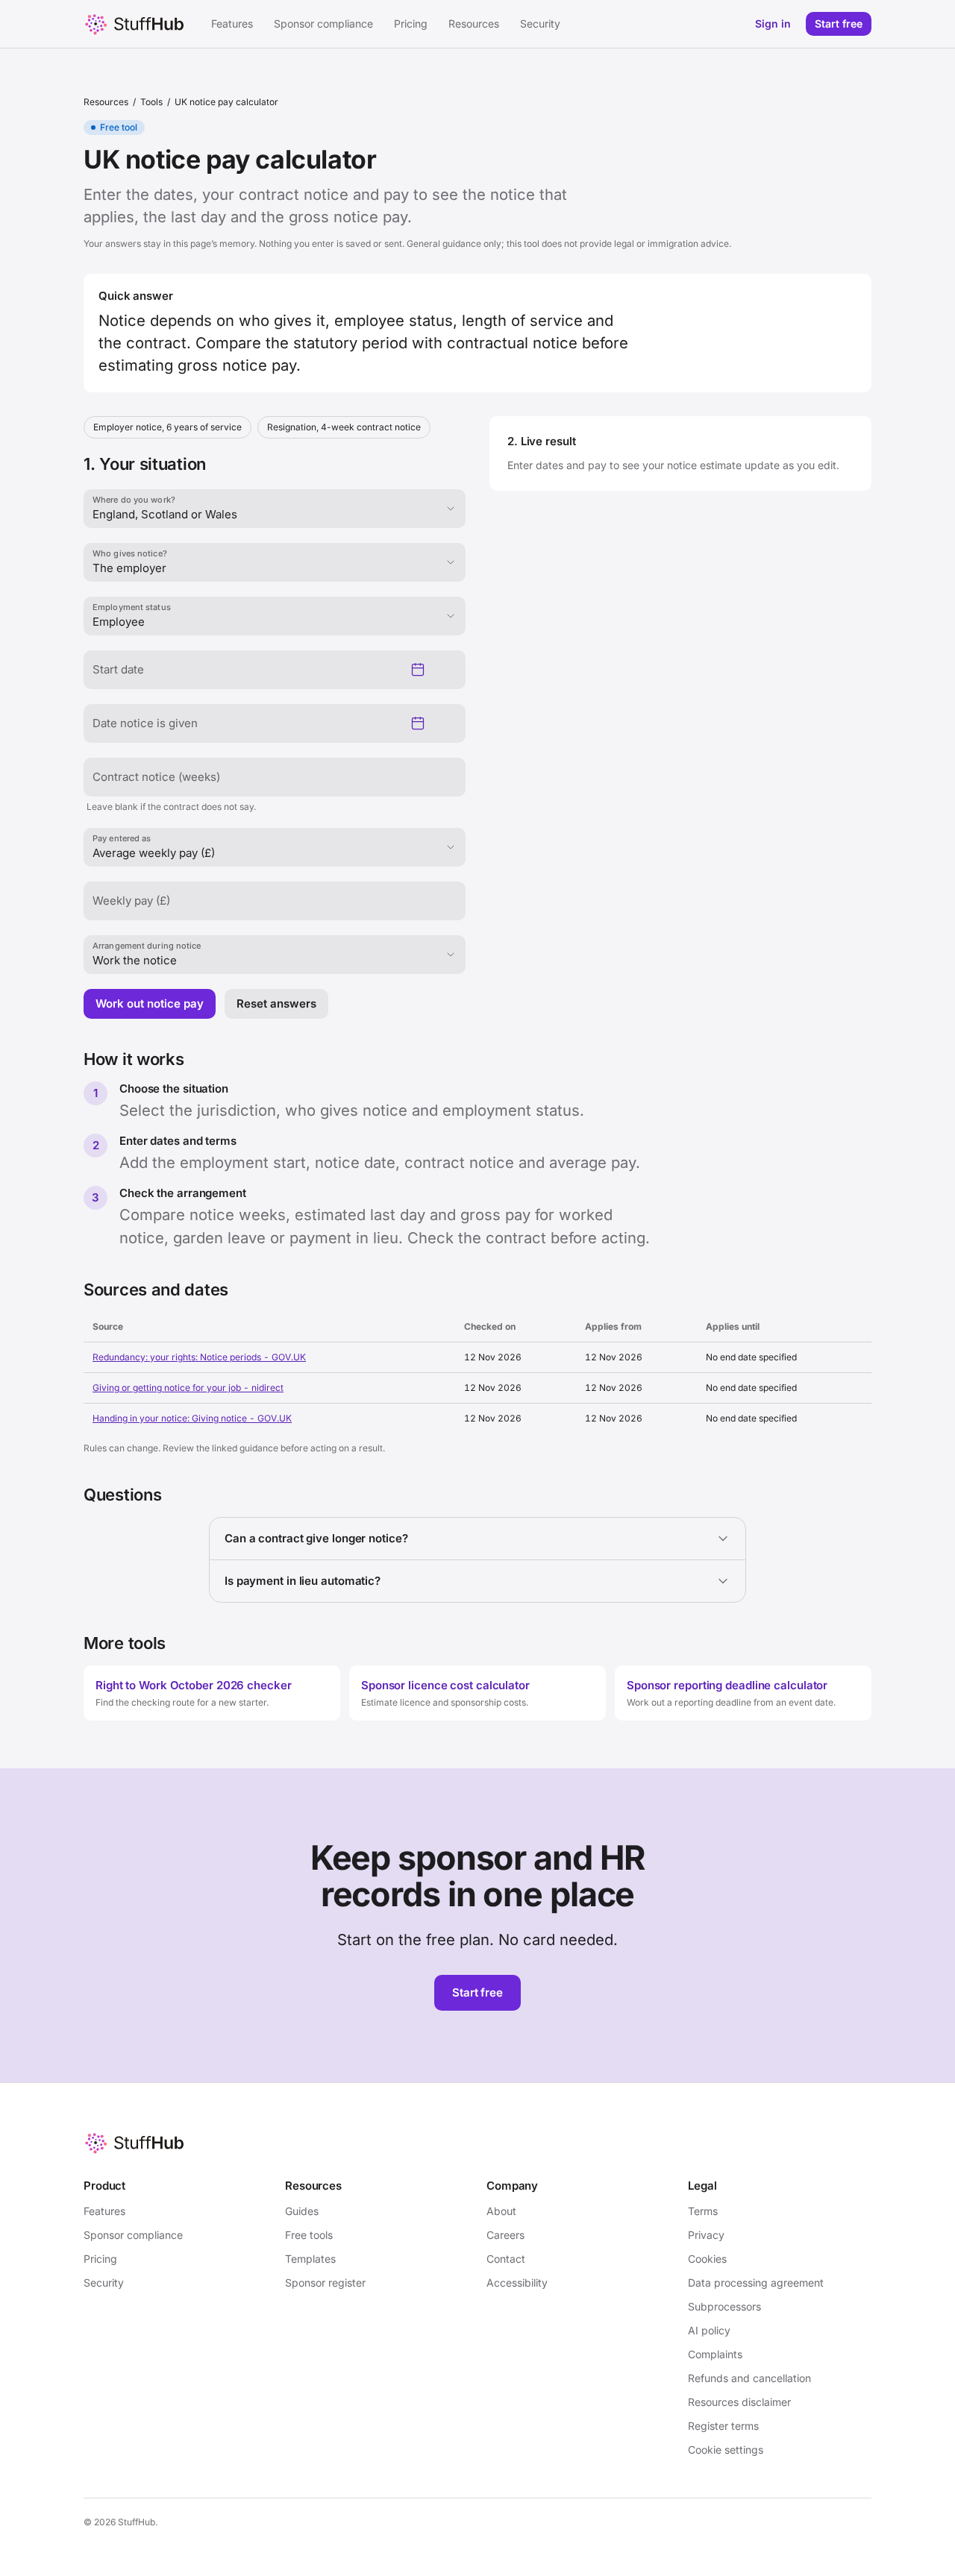 StuffHub
Features
Sponsor compliance
Pricing
Resources
Security
Sign in
Start free
Resources / Tools / UK notice pay calculator
Free tool
UK notice pay calculator
Enter the dates, your contract notice and pay to see the notice that
applies, the last day and the gross notice pay.
Your answers stay in this page's memory. Nothing you enter is saved or sent. General guidance only; this tool does not provide legal or immigration advice.
Quick answer
Notice depends on who gives it, employee status, length of service and
the contract. Compare the statutory period with contractual notice before
estimating gross notice pay.
Employer notice, 6 years of service
Resignation, 4-week contract notice
1. Your situation
Where do you work?
England, Scotland or Wales
Who gives notice?
The employer
Employment status
Employee
Start date
Date notice is given
Contract notice (weeks)
Leave blank if the contract does not say.
Pay entered as
Average weekly pay (£)
Weekly pay (£)
Arrangement during notice
Work the notice
Work out notice pay
Reset answers
2. Live result
Enter dates and pay to see your notice estimate update as you edit.
How it works
1
Choose the situation
Select the jurisdiction, who gives notice and employment status.
2
Enter dates and terms
Add the employment start, notice date, contract notice and average pay.
3
Check the arrangement
Compare notice weeks, estimated last day and gross pay for worked
notice, garden leave or payment in lieu. Check the contract before acting.
Sources and dates
Source Checked on Applies from Applies until
Redundancy: your rights: Notice periods - GOV.UK 12 Nov 2026 12 Nov 2026 No end date specified
Giving or getting notice for your job - nidirect 12 Nov 2026 12 Nov 2026 No end date specified
Handing in your notice: Giving notice - GOV.UK 12 Nov 2026 12 Nov 2026 No end date specified
Rules can change. Review the linked guidance before acting on a result.
Questions
Can a contract give longer notice?
Is payment in lieu automatic?
More tools
Right to Work October 2026 checker
Find the checking route for a new starter.
Sponsor licence cost calculator
Estimate licence and sponsorship costs.
Sponsor reporting deadline calculator
Work out a reporting deadline from an event date.
Keep sponsor and HR
records in one place
Start on the free plan. No card needed.
Start free
StuffHub
Product
Features
Sponsor compliance
Pricing
Security
Resources
Guides
Free tools
Templates
Sponsor register
Company
About
Careers
Contact
Accessibility
Legal
Terms
Privacy
Cookies
Data processing agreement
Subprocessors
AI policy
Complaints
Refunds and cancellation
Resources disclaimer
Register terms
Cookie settings
© 2026 StuffHub.